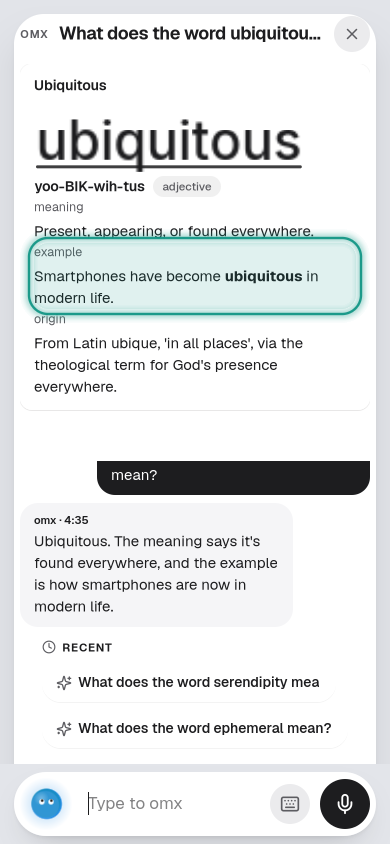 OMX What does the word ubiquitou...
Ubiquitous
ubiquitous
yoo-BIK-wih-tus adjective
meaning
Present, appearing, or found everywhere.
example
Smartphones have become ubiquitous in
modern life.
origin
From Latin ubique, 'in all places', via the
theological term for God's presence
everywhere.
mean?
omx · 4:35
Ubiquitous. The meaning says it's
found everywhere, and the example
is how smartphones are now in
modern life.
RECENT
What does the word serendipity mea
What does the word ephemeral mean?
Type to omx